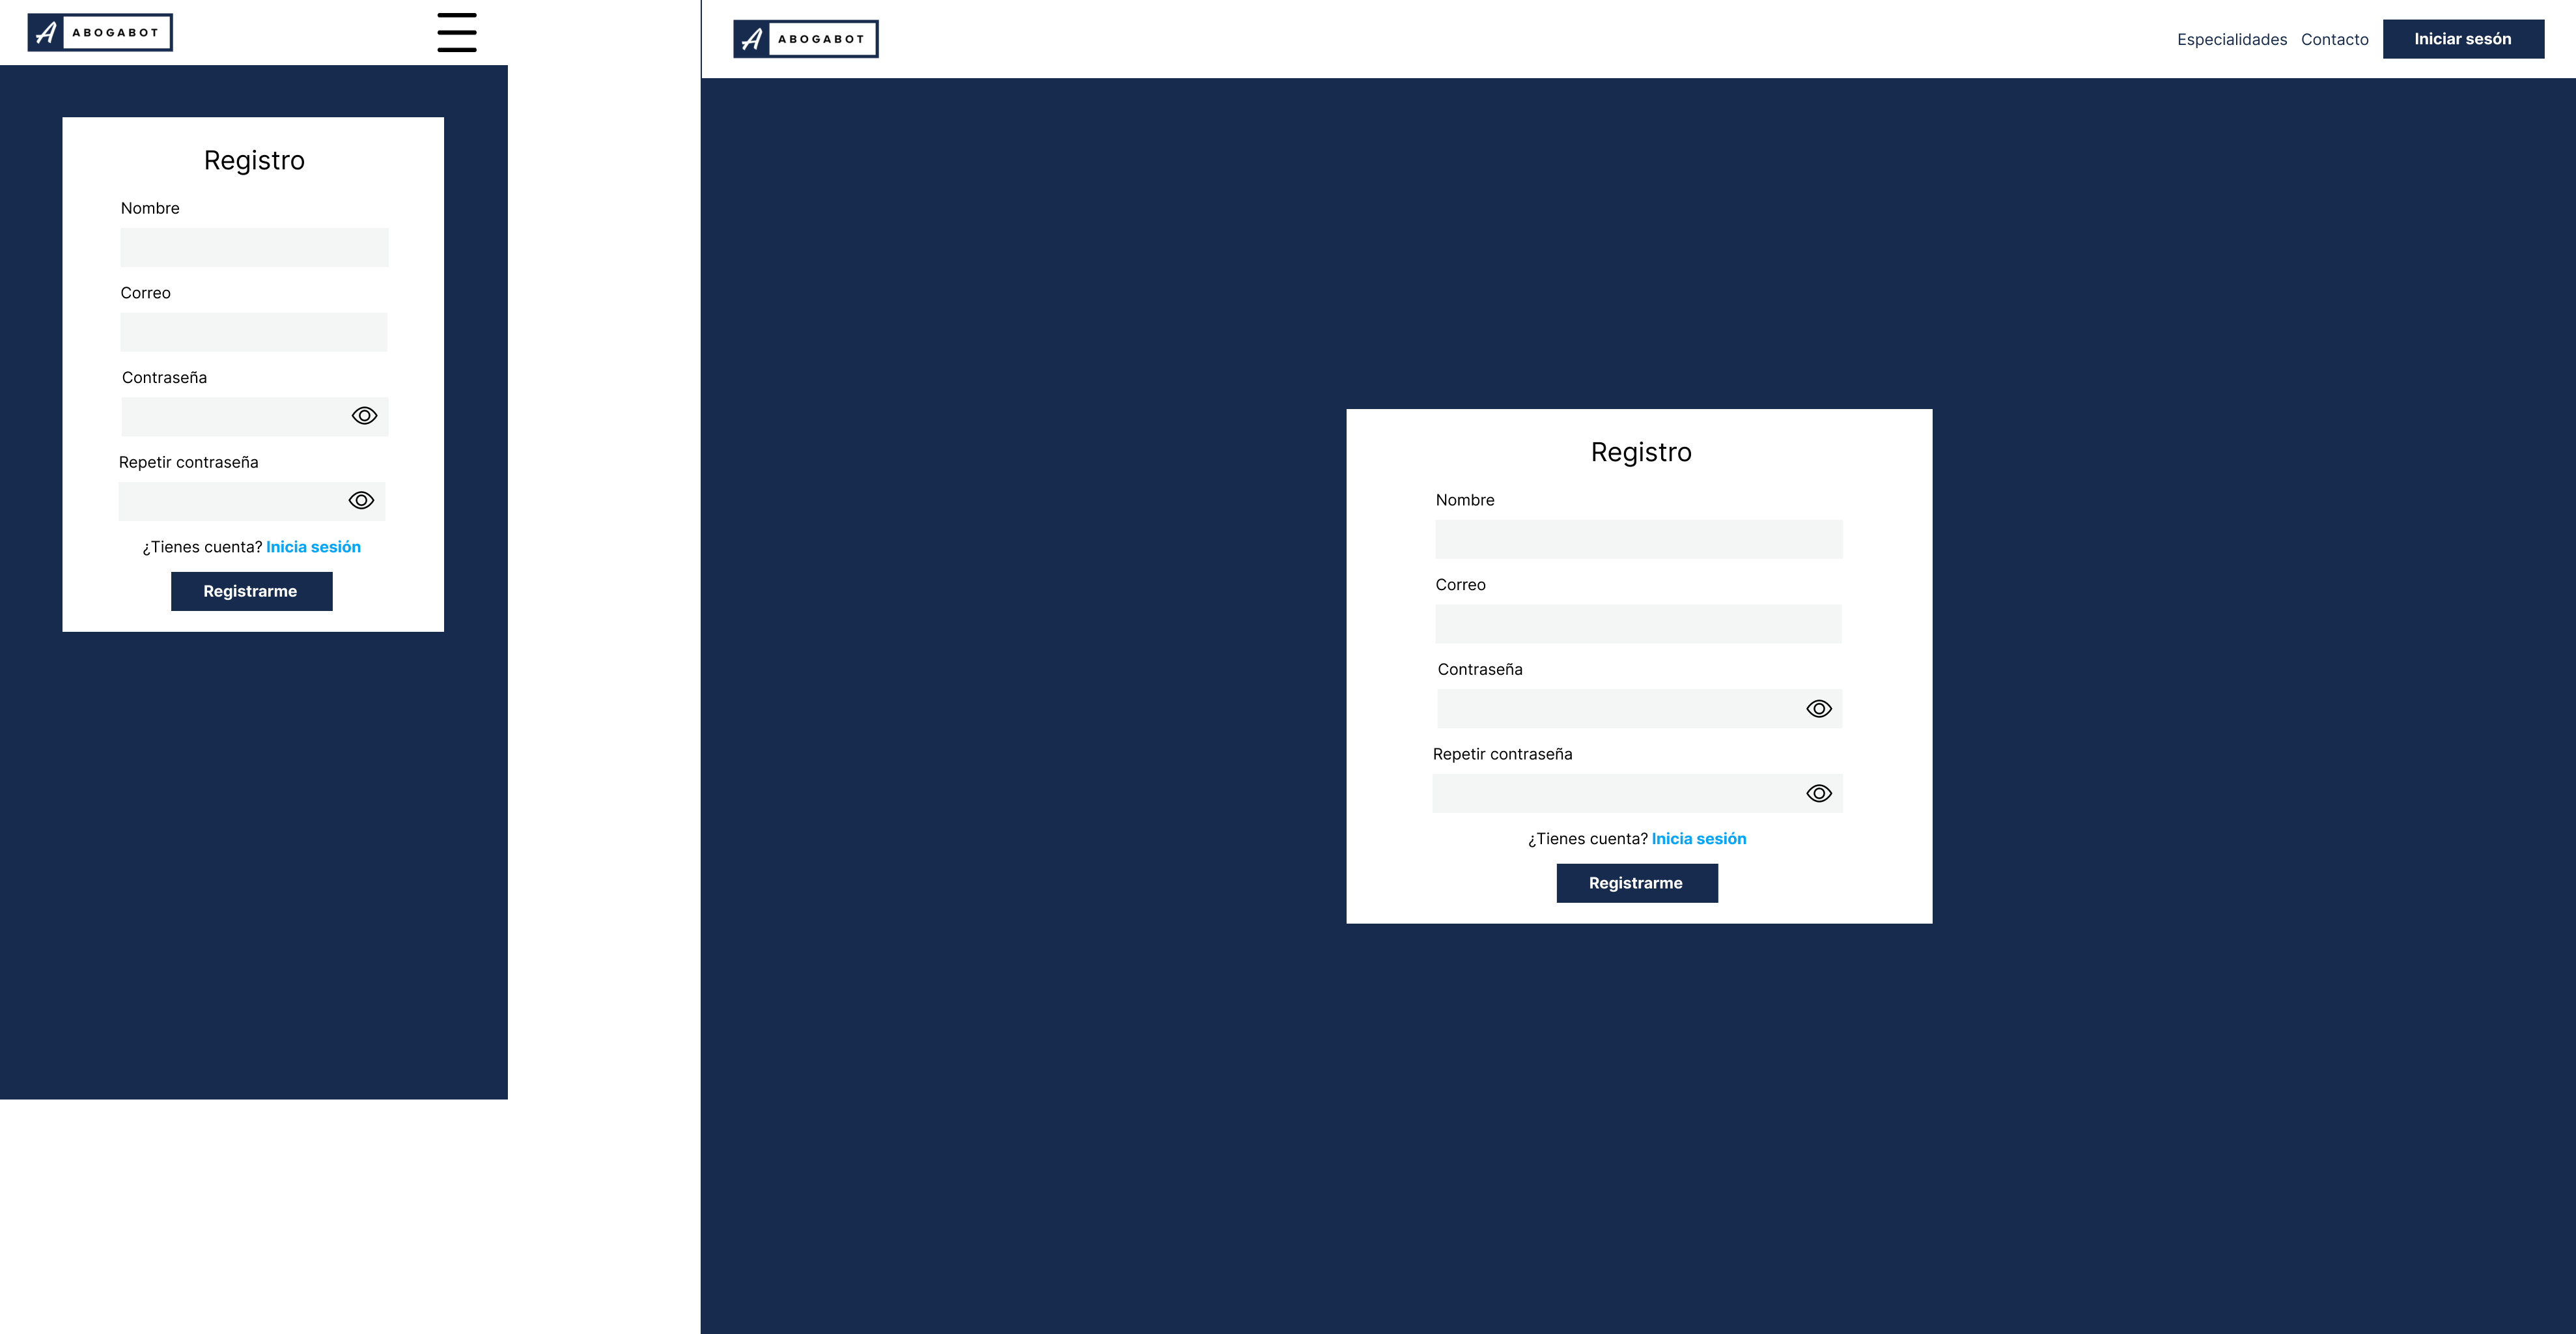 A ABOGABOT
Registro
Nombre
Correo
Contraseña
Repetir contraseña
¿Tienes cuenta? Inicia sesión
Registrarme
A ABOGABOT
Especialidades Contacto Iniciar sesón
Registro
Nombre
Correo
Contraseña
Repetir contraseña
¿Tienes cuenta? Inicia sesión
Registrarme